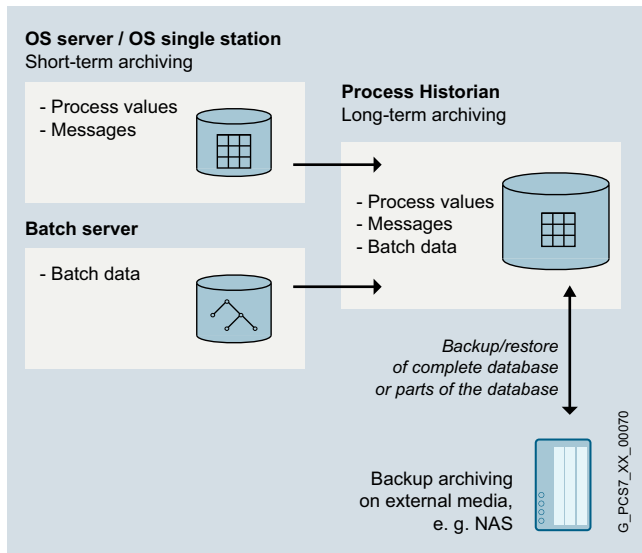 OS server / OS single station
Short-term archiving
- Process values
- Messages
Batch server
- Batch data
Process Historian
Long-term archiving
- Process values
- Messages
- Batch data
Backup/restore
of complete database
or parts of the database
Backup archiving
on external media,
e. g. NAS
G_PCS7_XX_00070